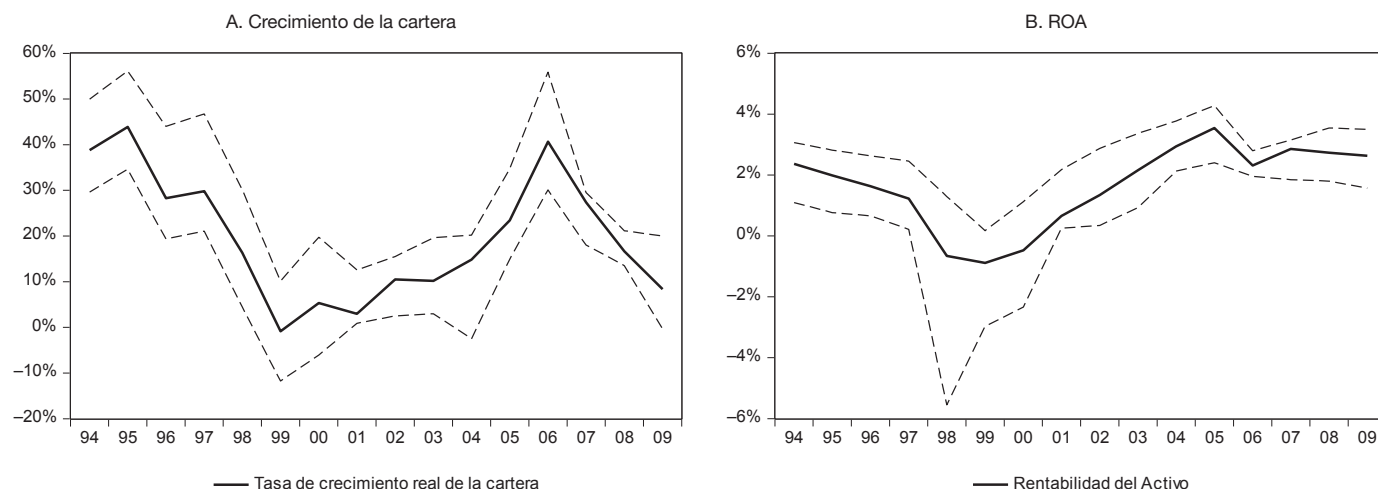 A. Crecimiento de la cartera
60%
50%
40%
30%
20%
10%
0%
–10%
–20%
94 95 96 97 98 99 00 01 02 03 04 05 06 07 08 09
Tasa de crecimiento real de la cartera
B. ROA
6%
4%
2%
0%
–2%
–4%
–6%
94 95 96 97 98 99 00 01 02 03 04 05 06 07 08 09
Rentabilidad del Activo